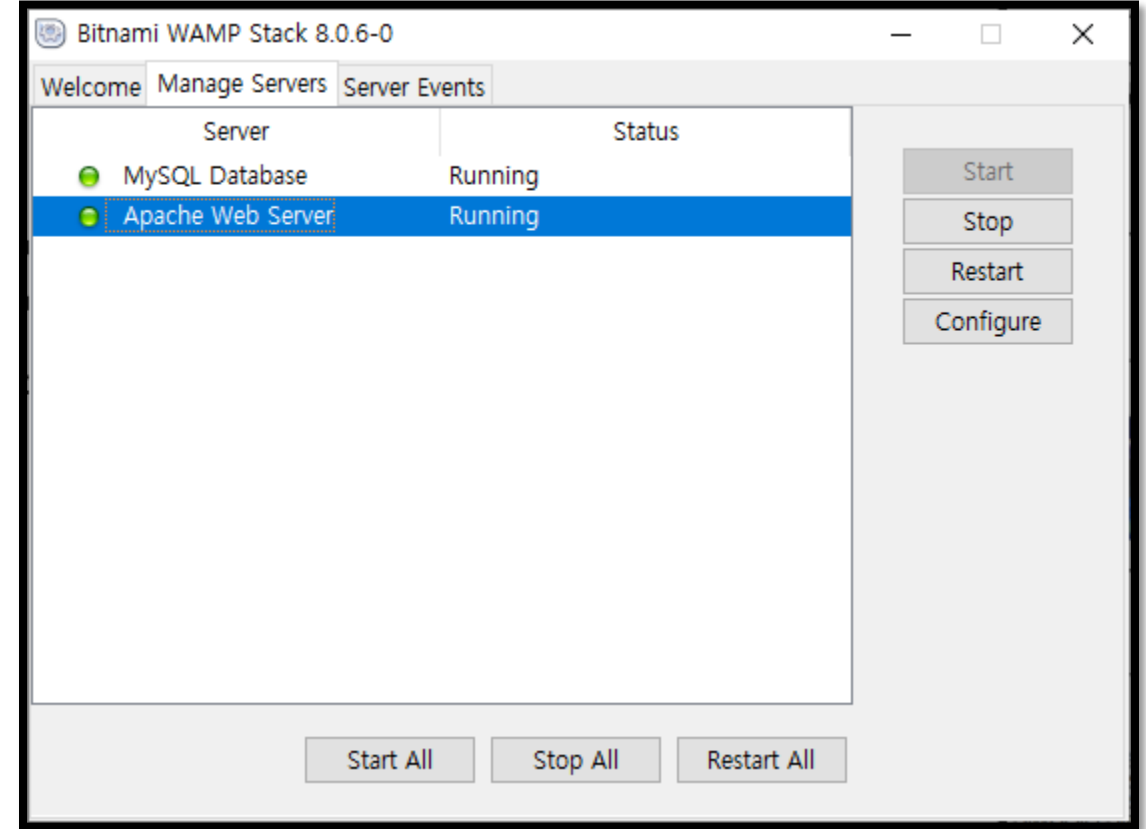 Bitnami WAMP Stack 8.0.6-0
Welcome Manage Servers Server Events
Server Status
MySQL Database Running
Apache Web Server Running
Start
Stop
Restart
Configure
Start All Stop All Restart All